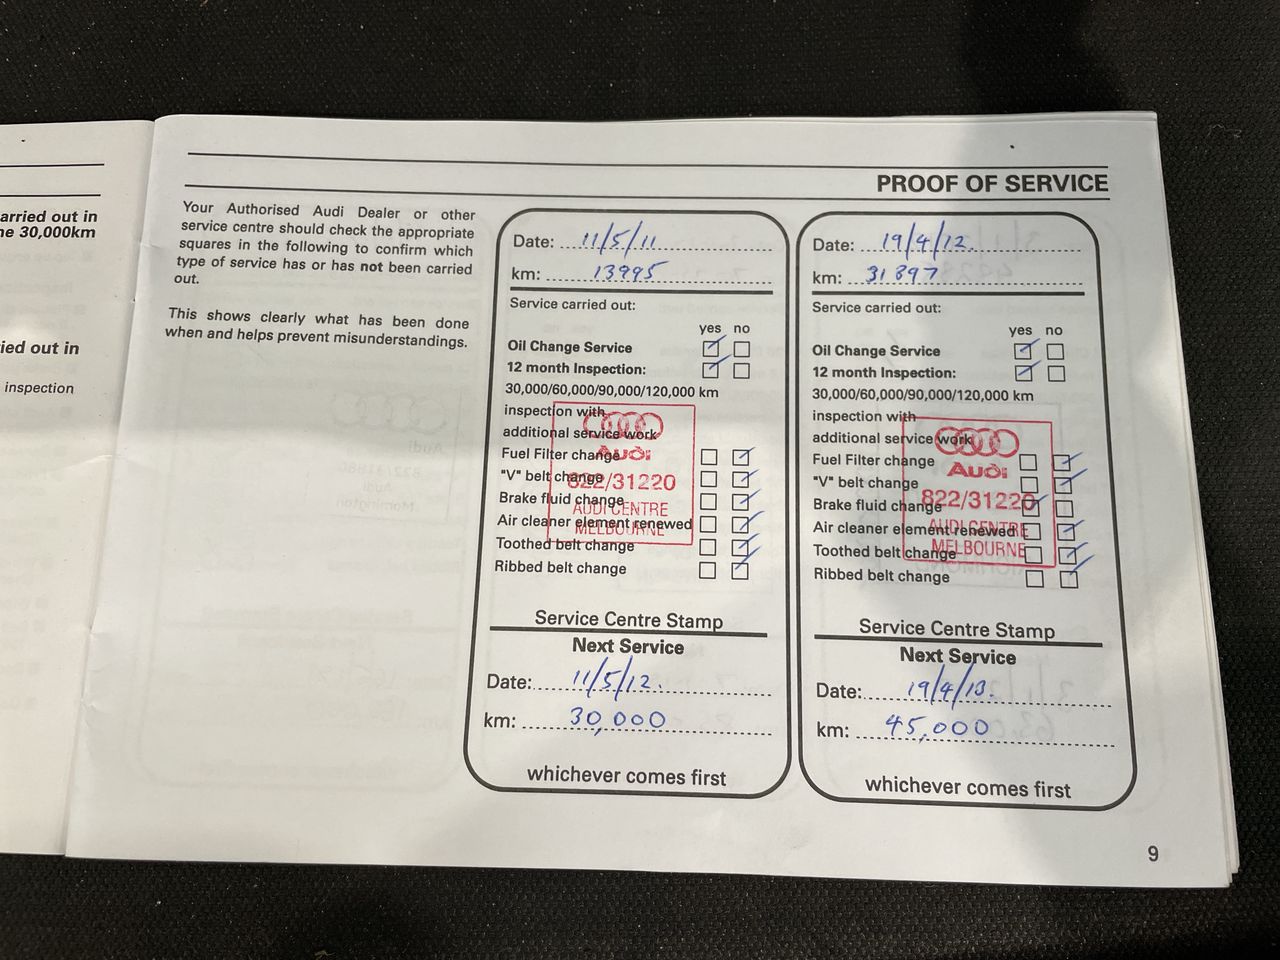 arried out in
ne 30,000km
ied out in
inspection
PROOF OF SERVICE
Your Authorised Audi Dealer or other
service centre should check the appropriate
squares in the following to confirm which
type of service has or has not been carried
out.
This shows clearly what has been done
when and helps prevent misunderstandings.
Date: 11/5/11
km: 13995
Service carried out:
yes no
Oil Change Service
12 month Inspection:
30,000/60,000/90,000/120,000 km
inspection with
additional service work
Fuel Filter change
"V" belt change
Brake fluid change
Air cleaner element renewed
Toothed belt change
Ribbed belt change
Audi
822/31220
AUDI CENTRE
MELBOURNE
Service Centre Stamp
Next Service
Date: 11/5/12.
km: 30,000
whichever comes first
Date: 19/4/12.
km: 31897
Service carried out:
yes no
Oil Change Service
12 month Inspection:
30,000/60,000/90,000/120,000 km
inspection with
additional service work
Fuel Filter change
"V" belt change
Brake fluid change
Air cleaner element renewed
Toothed belt change
Ribbed belt change
Audi
822/31220
AUDI CENTRE
MELBOURNE
Service Centre Stamp
Next Service
Date: 19/4/13.
km: 45,000
whichever comes first
9